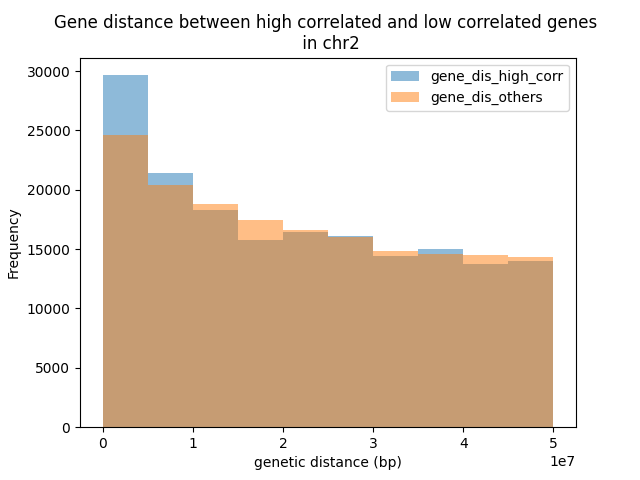 Gene distance between high correlated and low correlated genes
in chr2
gene_dis_high_corr
gene_dis_others
30000
25000
20000
15000
10000
5000
0
Frequency
0 1 2 3 4 5
1e7
genetic distance (bp)